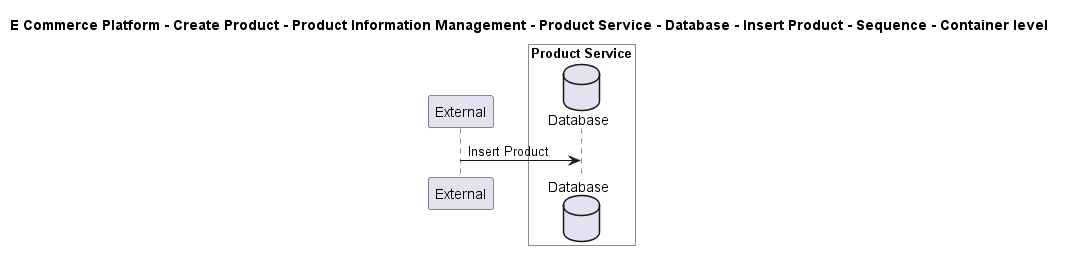 E Commerce Platform - Create Product - Product Information Management - Product Service - Database - Insert Product - Sequence - Container level
Product Service
External
Database
Insert Product
External
Database